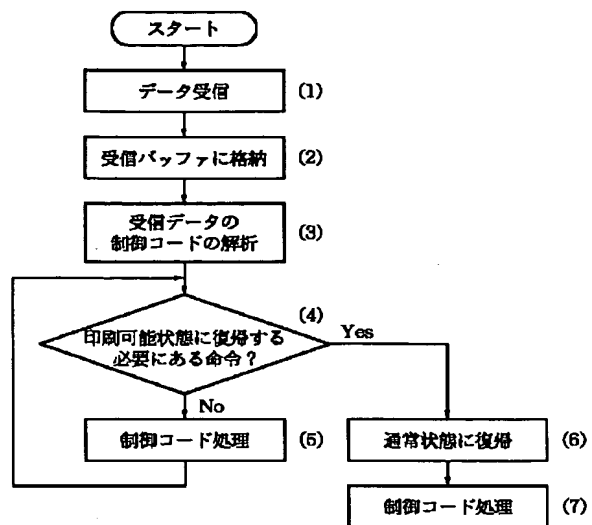 スタート
データ受信
(1)
受信バッファに格納
(2)
受信データの
制御コードの解析
(3)
(4)
印刷可能状態に復帰する
必要にある命令？
Yes
No
制御コード処理
(5)
通常状態に復帰
(6)
制御コード処理
(7)